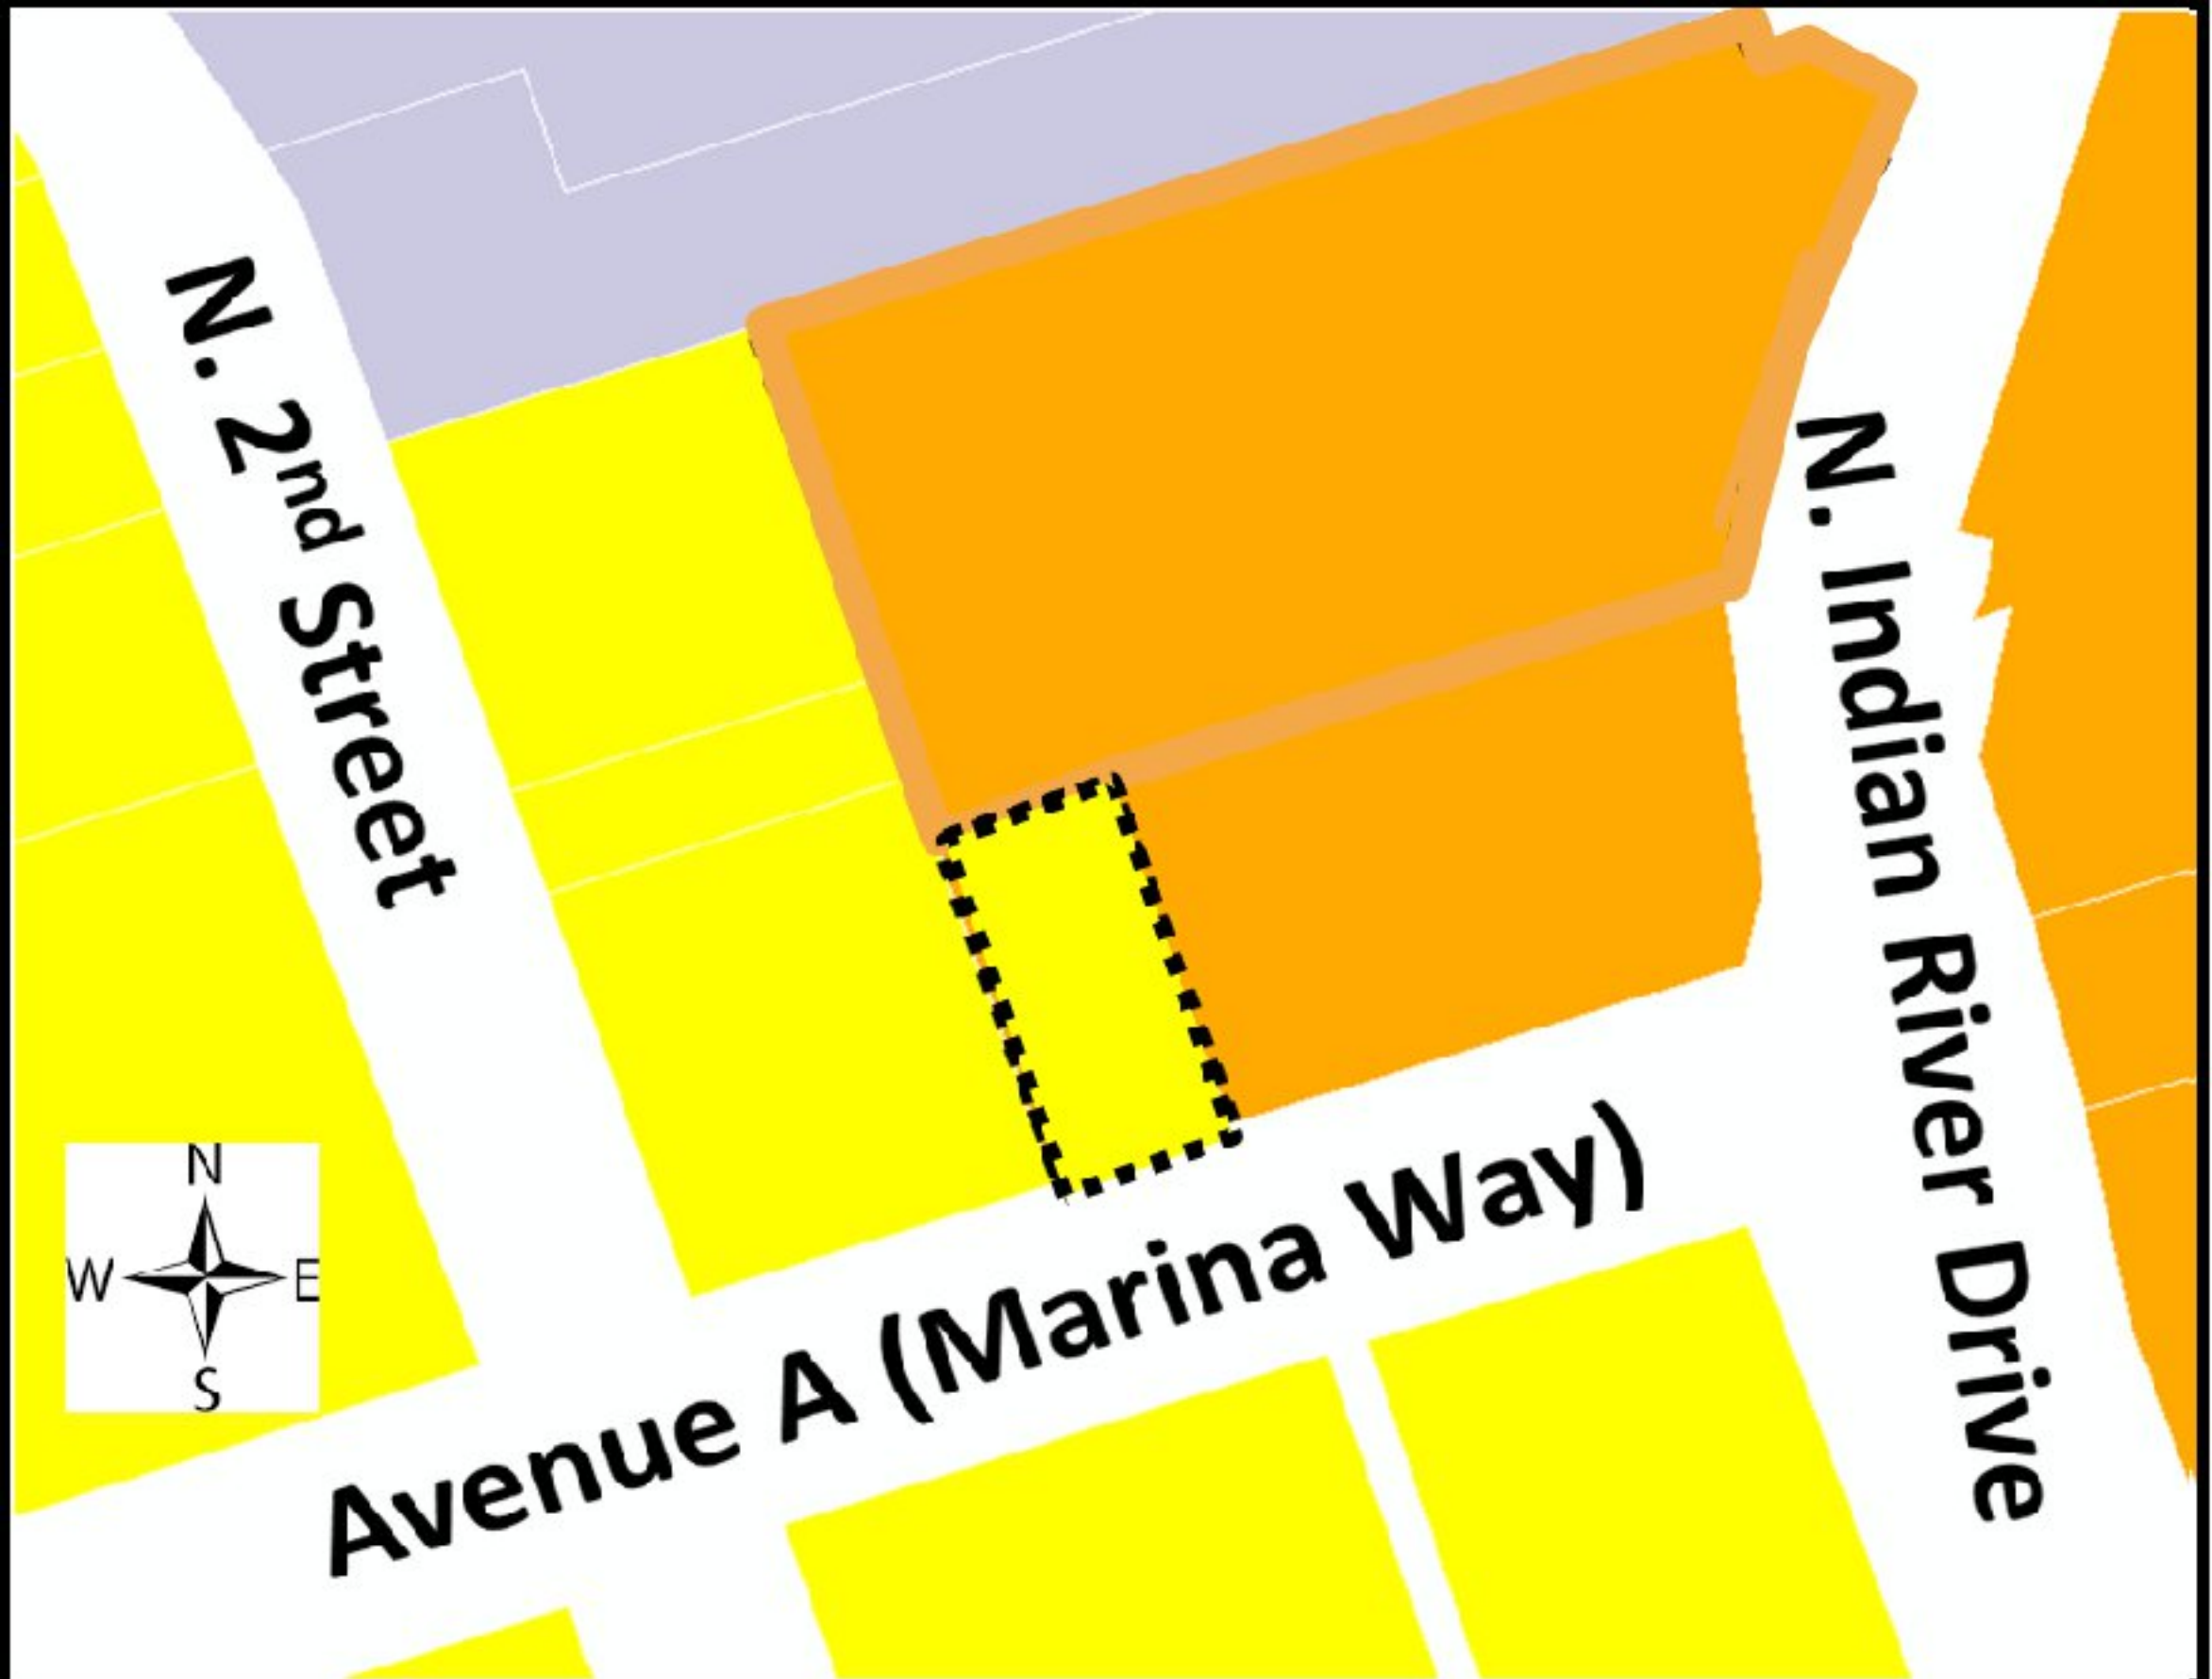 N. 2nd Street
N. Indian River Drive
Avenue A (Marina Way)
N
W E
S